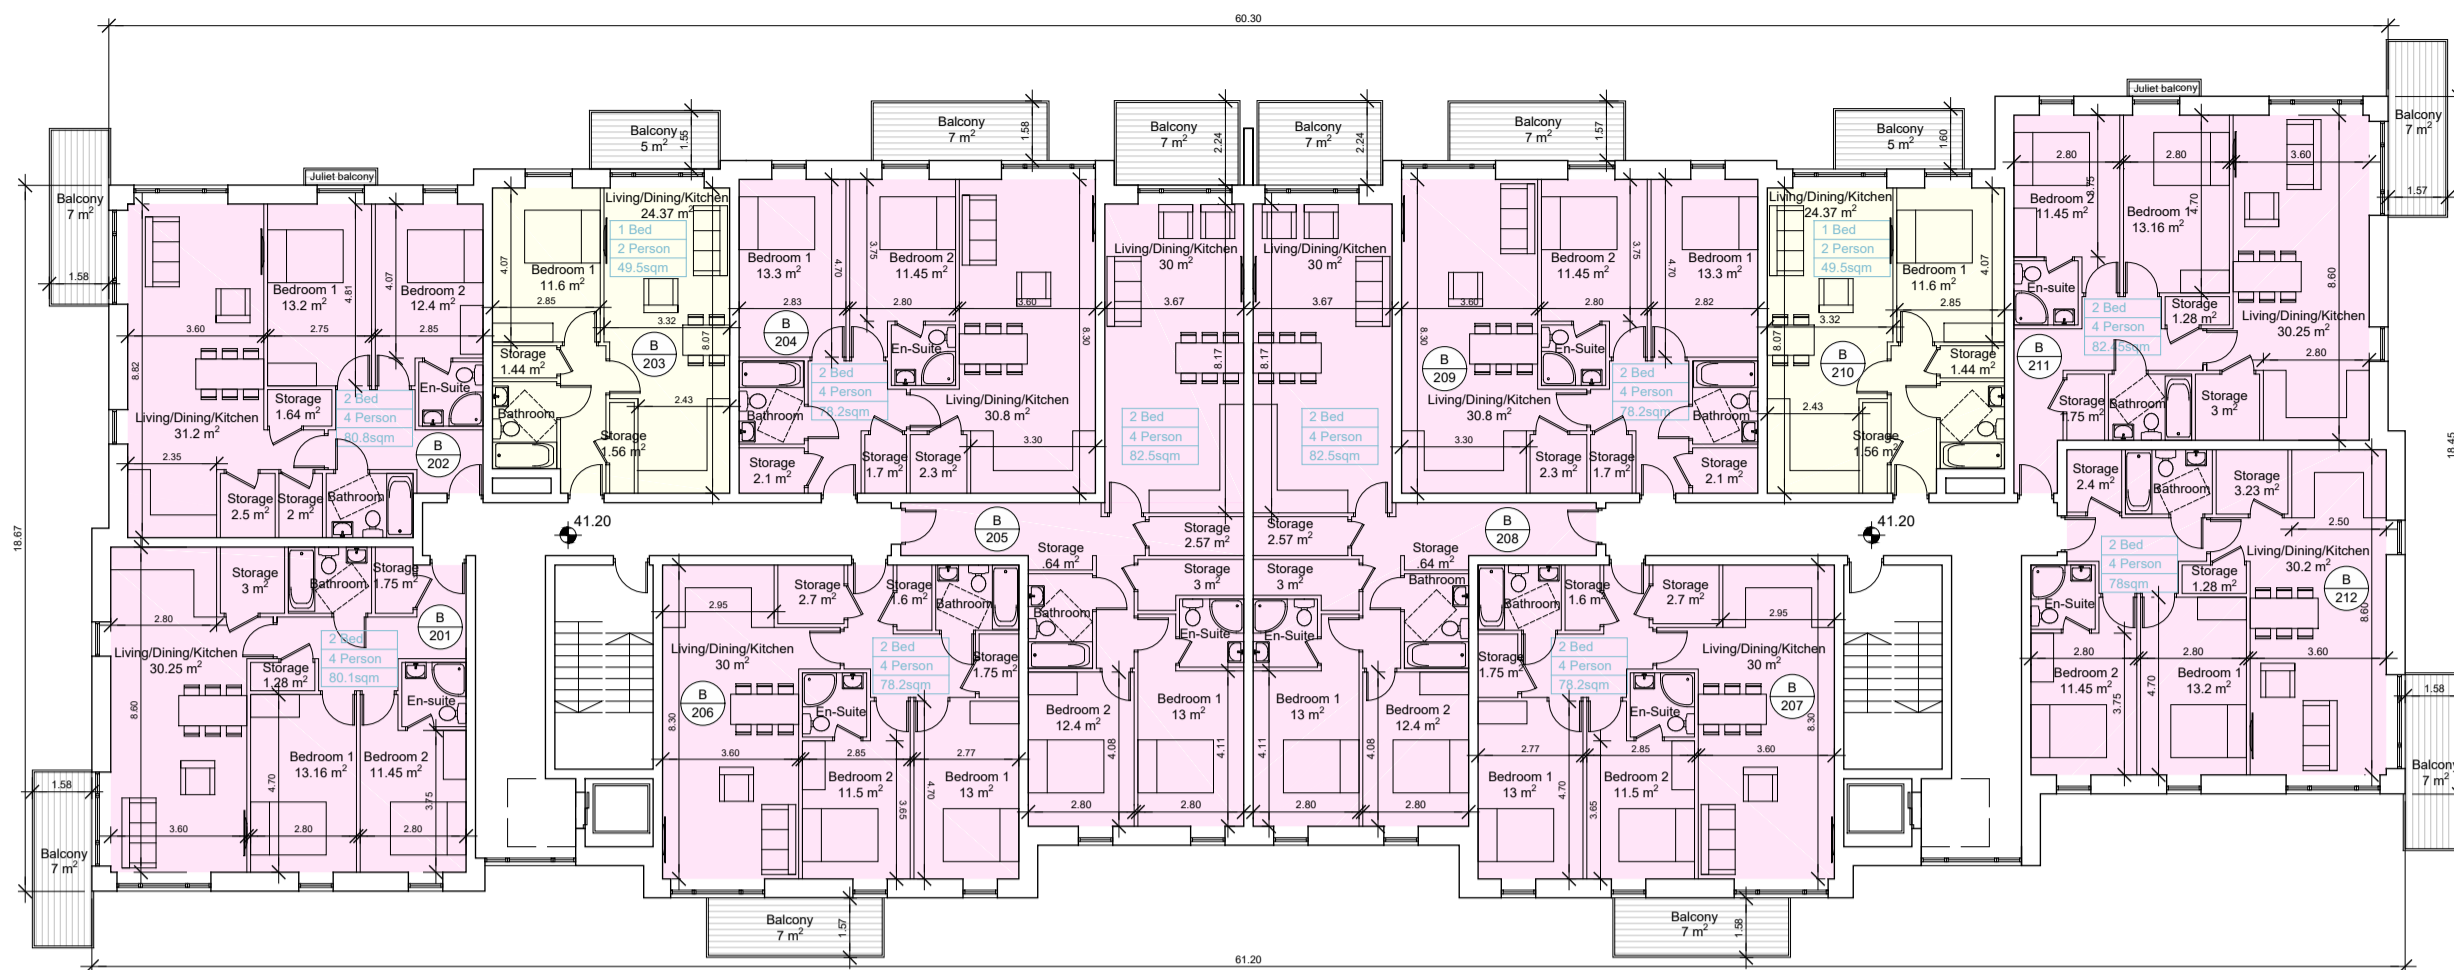 60.30
Balcony
7 m²
1.58
Juliet balcony
Balcony
5 m²
1.55
Balcony
7 m²
1.58
Balcony
7 m²
2.24
Balcony
7 m²
2.24
Balcony
7 m²
1.57
Balcony
5 m²
1.60
Juliet balcony
Balcony
7 m²
1.57
18.67
18.45
Living/Dining/Kitchen
31.2 m²
3.60
8.82
2.35
Bedroom 1
13.2 m²
4.81
2.75
Bedroom 2
12.4 m²
4.07
2.85
Storage
1.64 m²
2 Bed
4 Person
80.8sqm
En-Suite
B
202
Storage
2.5 m²
Storage
2 m²
Bathroom
Bedroom 1
11.6 m²
4.07
2.85
Living/Dining/Kitchen
24.37 m²
1 Bed
2 Person
49.5sqm
3.32
8.07
B
203
Storage
1.44 m²
Bathroom
2.43
Storage
1.56 m²
Bedroom 1
13.3 m²
4.70
2.83
B
204
Bedroom 2
11.45 m²
3.75
2.80
En-Suite
3.60
8.30
2 Bed
4 Person
78.2sqm
Living/Dining/Kitchen
30.8 m²
Bathroom
Storage
2.1 m²
Storage
1.7 m²
Storage
2.3 m²
3.30
Living/Dining/Kitchen
30 m²
3.67
8.17
2 Bed
4 Person
82.5sqm
Living/Dining/Kitchen
30 m²
3.67
8.17
2 Bed
4 Person
82.5sqm
3.60
8.30
B
209
Living/Dining/Kitchen
30.8 m²
3.30
Bedroom 2
11.45 m²
3.75
2.80
En-Suite
Bedroom 1
13.3 m²
4.70
2.82
2 Bed
4 Person
78.2sqm
Bathroom
Storage
2.3 m²
Storage
1.7 m²
Storage
2.1 m²
Living/Dining/Kitchen
24.37 m²
1 Bed
2 Person
49.5sqm
3.32
8.07
B
210
2.43
Storage
1.56 m²
Bedroom 1
11.6 m²
4.07
2.85
Storage
1.44 m²
Bathroom
2.80
3.75
Bedroom 2
11.45 m²
2.80
4.70
Bedroom 1
13.16 m²
3.60
8.60
En-suite
2 Bed
4 Person
82.45sqm
Storage
1.28 m²
Living/Dining/Kitchen
30.25 m²
2.80
B
211
Storage
1.75 m²
Bathroom
Storage
3 m²
41.20
B
205
Storage
2.57 m²
Storage
2.57 m²
B
208
41.20
Storage
.64 m²
Storage
3 m²
Storage
3 m²
Storage
.64 m²
Storage
3 m²
Bathroom
Storage
1.75 m²
2.80
B
201
Living/Dining/Kitchen
30.25 m²
8.60
2 Bed
4 Person
80.1sqm
Storage
1.28 m²
En-suite
Bedroom 1
13.16 m²
4.70
Bedroom 2
11.45 m²
3.75
3.60
2.80
2.80
1.58
Balcony
7 m²
2.95
Storage
2.7 m²
Storage
1.6 m²
Bathroom
Living/Dining/Kitchen
30 m²
2 Bed
4 Person
78.2sqm
Storage
1.75 m²
B
206
8.30
En-Suite
3.60
2.85
2.77
Bedroom 2
11.5 m²
3.65
Bedroom 1
13 m²
4.70
Balcony
7 m²
1.57
Bathroom
En-Suite
Bedroom 2
12.4 m²
4.08
Bedroom 1
13 m²
4.11
2.80
2.80
Bathroom
En-Suite
Bedroom 1
13 m²
4.11
Bedroom 2
12.4 m²
4.08
2.80
2.80
Bathroom
Storage
1.6 m²
Storage
2.7 m²
2.95
Storage
1.75 m²
2 Bed
4 Person
78.2sqm
Living/Dining/Kitchen
30 m²
B
207
En-Suite
8.30
2.77
2.85
3.60
Bedroom 1
13 m²
4.70
Bedroom 2
11.5 m²
3.65
Balcony
7 m²
1.58
Storage
2.4 m²
Bathroom
Storage
3.23 m²
2.50
2 Bed
4 Person
78sqm
Living/Dining/Kitchen
30.2 m²
Storage
1.28 m²
B
212
En-Suite
8.60
2.80
2.80
3.60
Bedroom 2
11.45 m²
3.75
Bedroom 1
13.2 m²
4.70
1.58
Balcony
7 m²
61.20